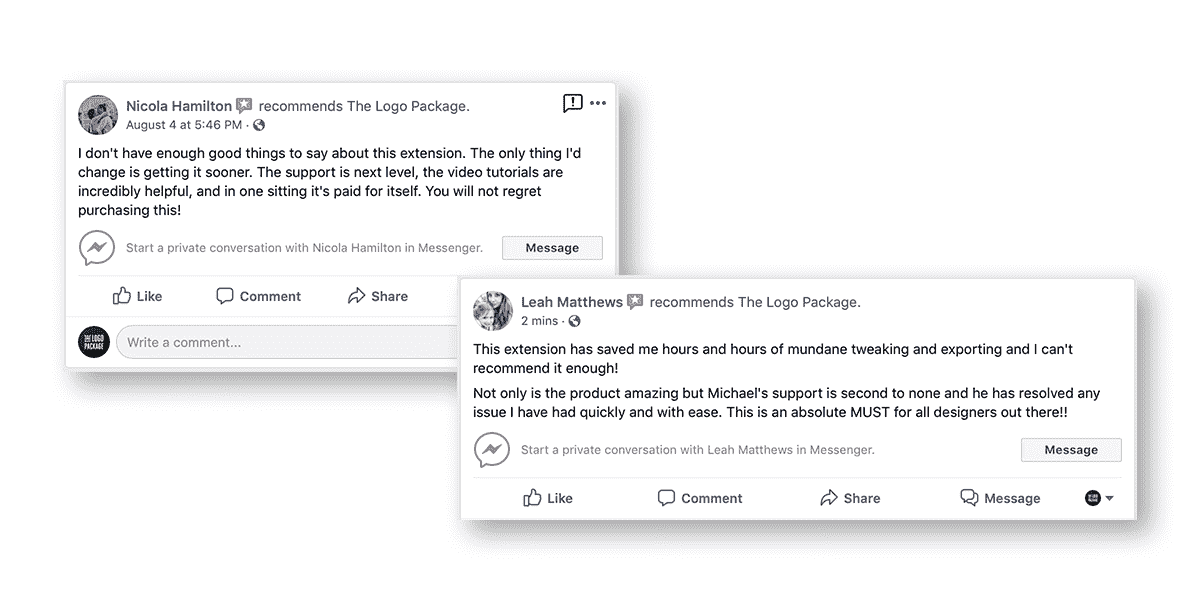 Nicola Hamilton recommends The Logo Package.
August 4 at 5:46 PM ·
I don't have enough good things to say about this extension. The only thing I'd
change is getting it sooner. The support is next level, the video tutorials are
incredibly helpful, and in one sitting it's paid for itself. You will not regret
purchasing this!
Start a private conversation with Nicola Hamilton in Messenger.
Message
Like
Comment
Share
THE LOGO
PACKAGE
Write a comment...
Leah Matthews recommends The Logo Package.
2 mins ·
This extension has saved me hours and hours of mundane tweaking and exporting and I can't
recommend it enough!
Not only is the product amazing but Michael's support is second to none and he has resolved any
issue I have had quickly and with ease. This is an absolute MUST for all designers out there!!
Start a private conversation with Leah Matthews in Messenger.
Message
Like
Comment
Share
Message